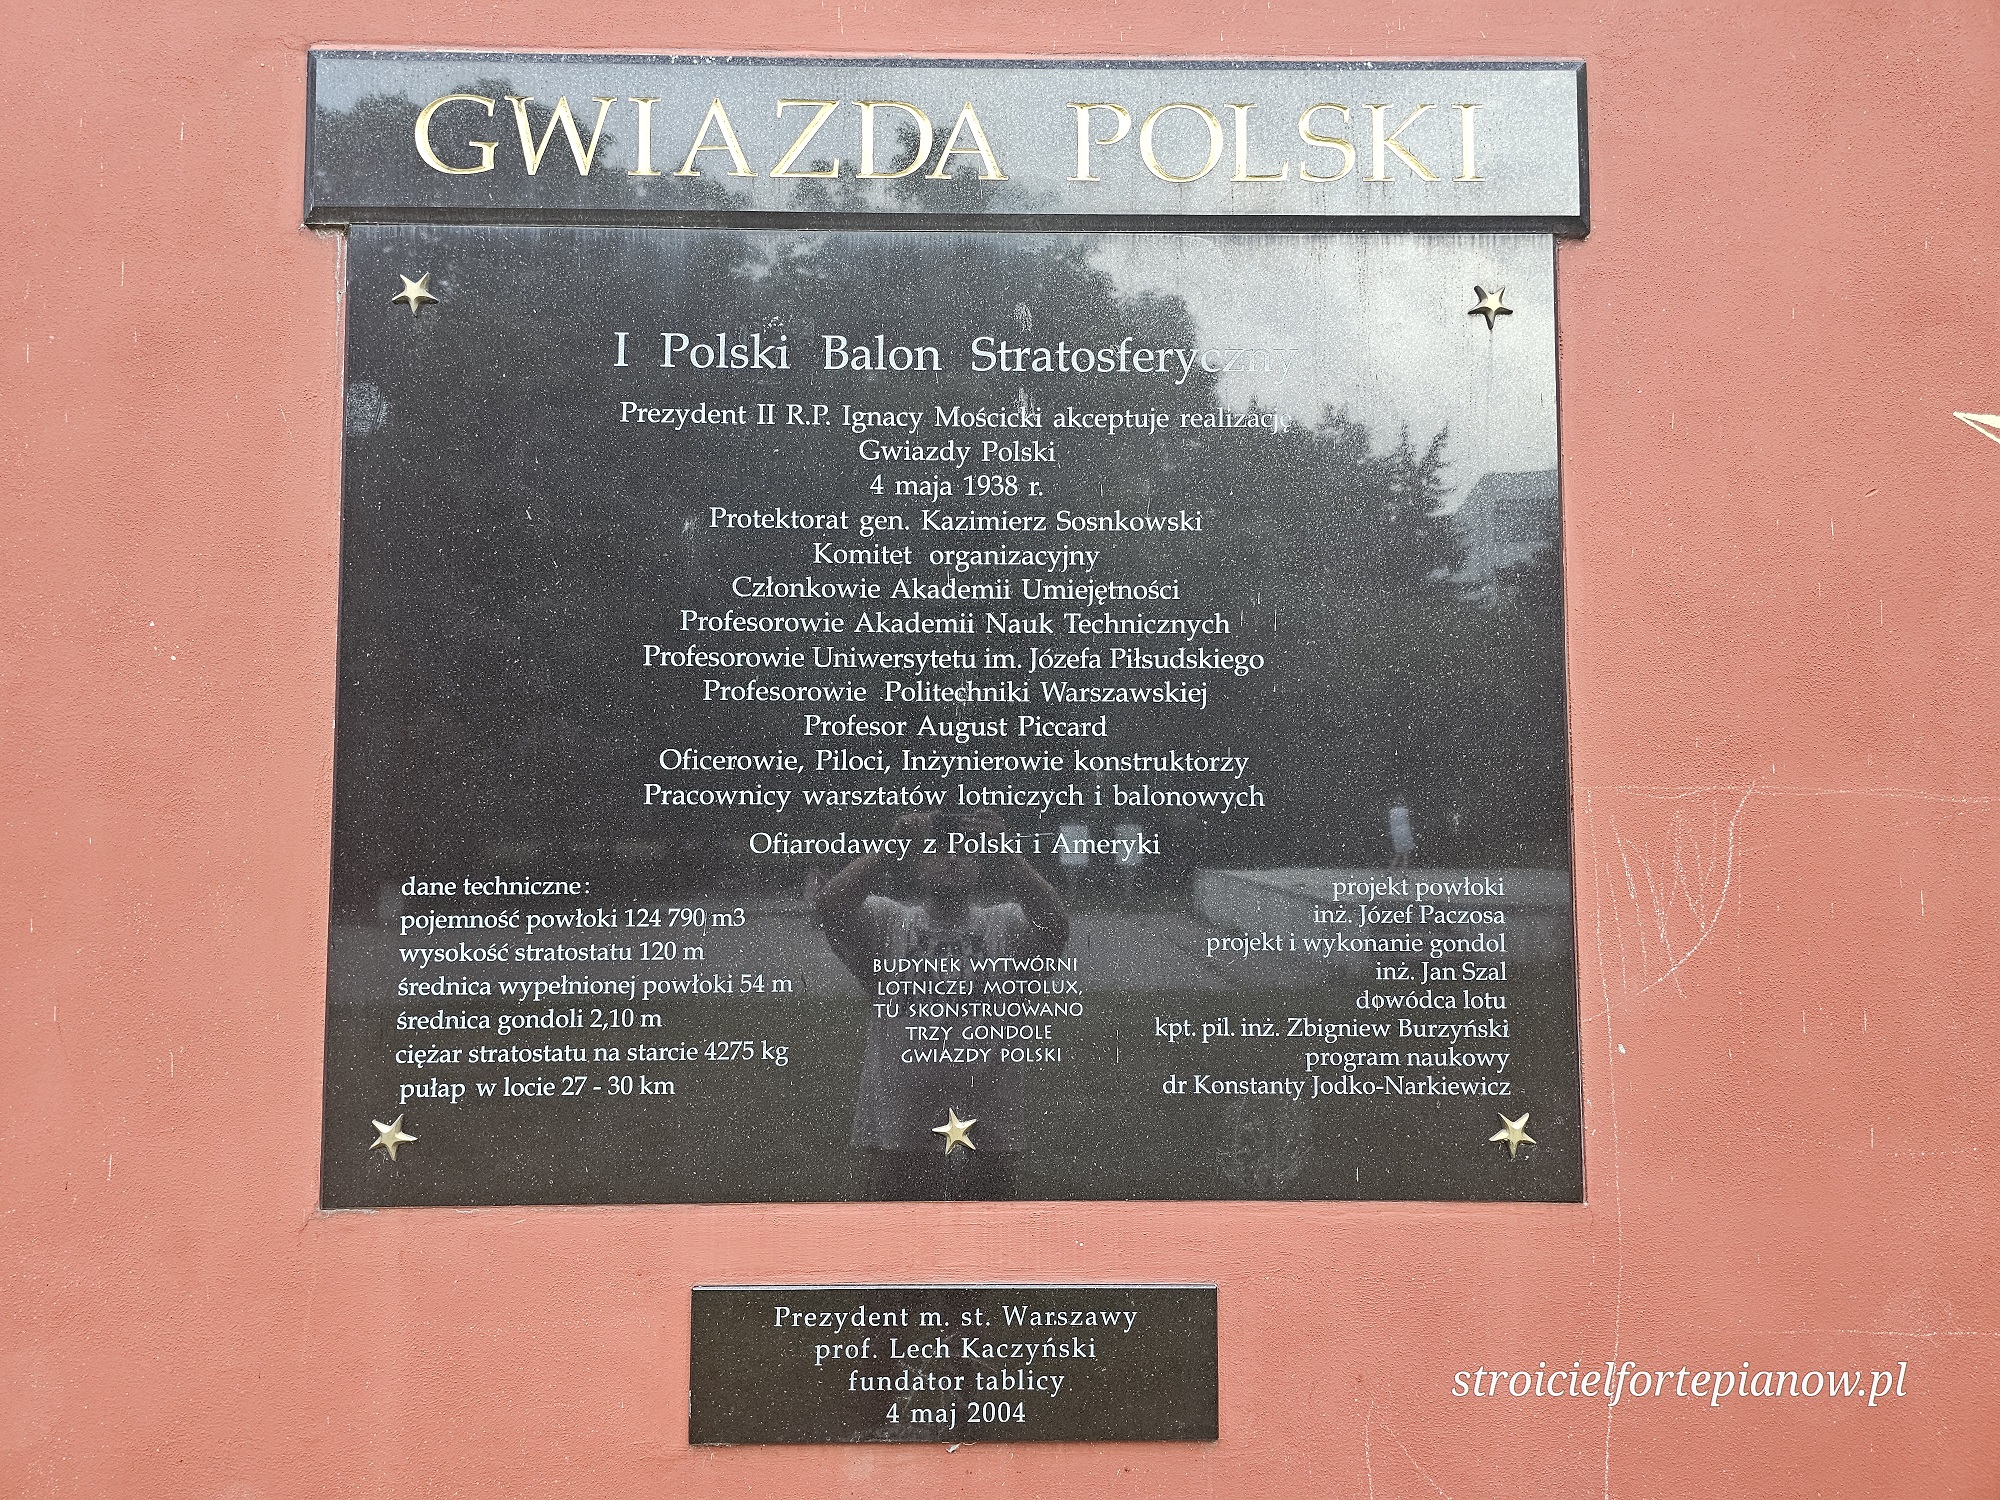 GWIAZDA POLSKI
I Polski Balon Stratosferyczny
Prezydent II R.P. Ignacy Mościcki akceptuje realizację
Gwiazdy Polski
4 maja 1938 r.
Protektorat gen. Kazimierz Sosnkowski
Komitet organizacyjny
Członkowie Akademii Umiejętności
Profesorowie Akademii Nauk Technicznych
Profesorowie Uniwersytetu im. Józefa Piłsudskiego
Profesorowie Politechniki Warszawskiej
Profesor August Piccard
Oficerowie, Piloci, Inżynierowie konstruktorzy
Pracownicy warsztatów lotniczych i balonowych
Ofiarodawcy z Polski i Ameryki
dane techniczne:
pojemność powłoki 124 790 m3
wysokość stratostatu 120 m
średnica wypełnionej powłoki 54 m
średnica gondoli 2,10 m
ciężar stratostatu na starcie 4275 kg
pułap w locie 27 - 30 km
BUDYNEK WYTWÓRNI
LOTNICZEJ MOTOLUX,
TU SKONSTRUOWANO
TRZY GONDOLE
GWIAZDY POLSKI
projekt powłoki
inż. Józef Paczosa
projekt i wykonanie gondol
inż. Jan Szal
dowódca lotu
kpt. pil. inż. Zbigniew Burzyński
program naukowy
dr Konstanty Jodko-Narkiewicz
Prezydent m. st. Warszawy
prof. Lech Kaczyński
fundator tablicy
4 maj 2004
stroicielfortepianow.pl